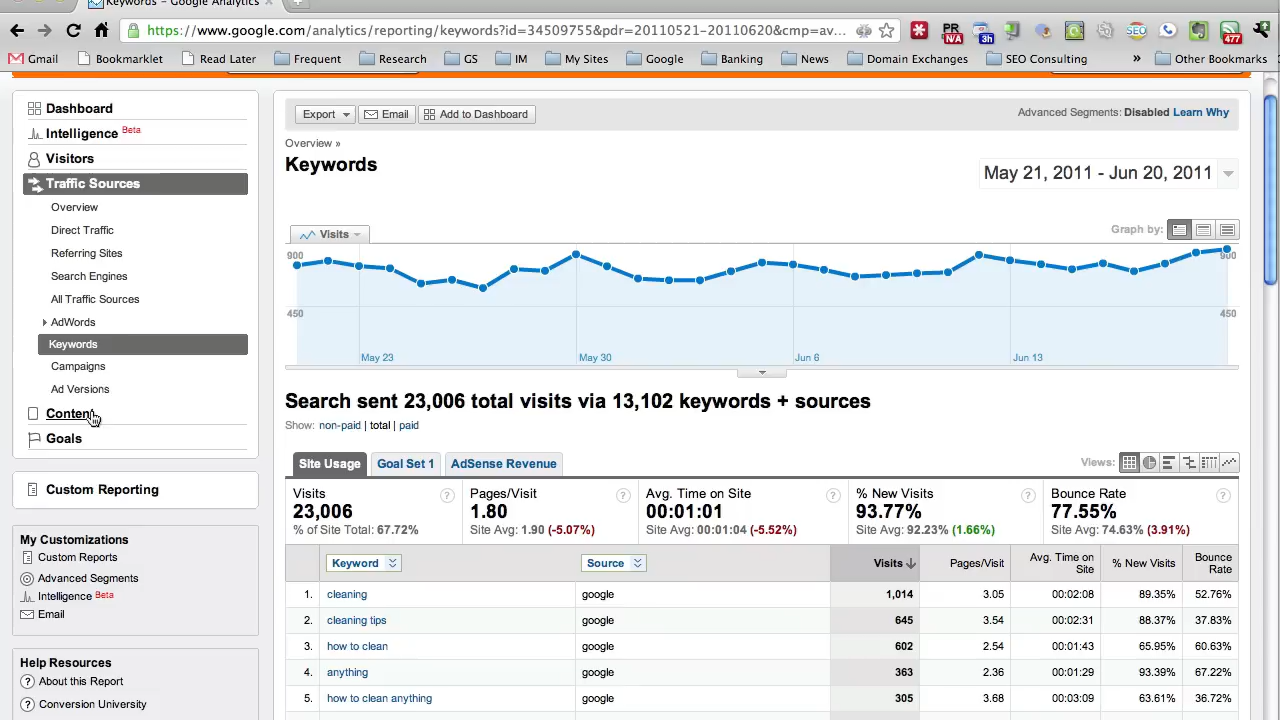 Keywords – Google Analytics
https://www.google.com/analytics/reporting/keywords?id=34509755&pdr=20110521-20110620&cmp=av...
PR N/A 3h SEO 477
Gmail Bookmarklet Read Later Frequent Research GS IM My Sites Google Banking News Domain Exchanges SEO Consulting » Other Bookmarks
Dashboard
Intelligence Beta
Visitors
Traffic Sources
Overview
Direct Traffic
Referring Sites
Search Engines
All Traffic Sources
AdWords
Keywords
Campaigns
Ad Versions
Content
Goals
Custom Reporting
My Customizations
Custom Reports
Advanced Segments
Intelligence Beta
Email
Help Resources
? About this Report
? Conversion University
Export Email Add to Dashboard
Advanced Segments: Disabled Learn Why
Overview »
Keywords
May 21, 2011 - Jun 20, 2011
Visits
Graph by:
900 900
450 450
May 23 May 30 Jun 6 Jun 13
Search sent 23,006 total visits via 13,102 keywords + sources
Show: non-paid | total | paid
Site Usage Goal Set 1 AdSense Revenue Views:
Visits ? Pages/Visit ? Avg. Time on Site ? % New Visits ? Bounce Rate ?
23,006 1.80 00:01:01 93.77% 77.55%
% of Site Total: 67.72% Site Avg: 1.90 (-5.07%) Site Avg: 00:01:04 (-5.52%) Site Avg: 92.23% (1.66%) Site Avg: 74.63% (3.91%)
Keyword Source Visits Pages/Visit Avg. Time on Site % New Visits Bounce Rate
1. cleaning google 1,014 3.05 00:02:08 89.35% 52.76%
2. cleaning tips google 645 3.54 00:02:31 88.37% 37.83%
3. how to clean google 602 2.54 00:01:43 65.95% 60.63%
4. anything google 363 2.36 00:01:29 93.39% 67.22%
5. how to clean anything google 305 3.68 00:03:09 63.61% 36.72%